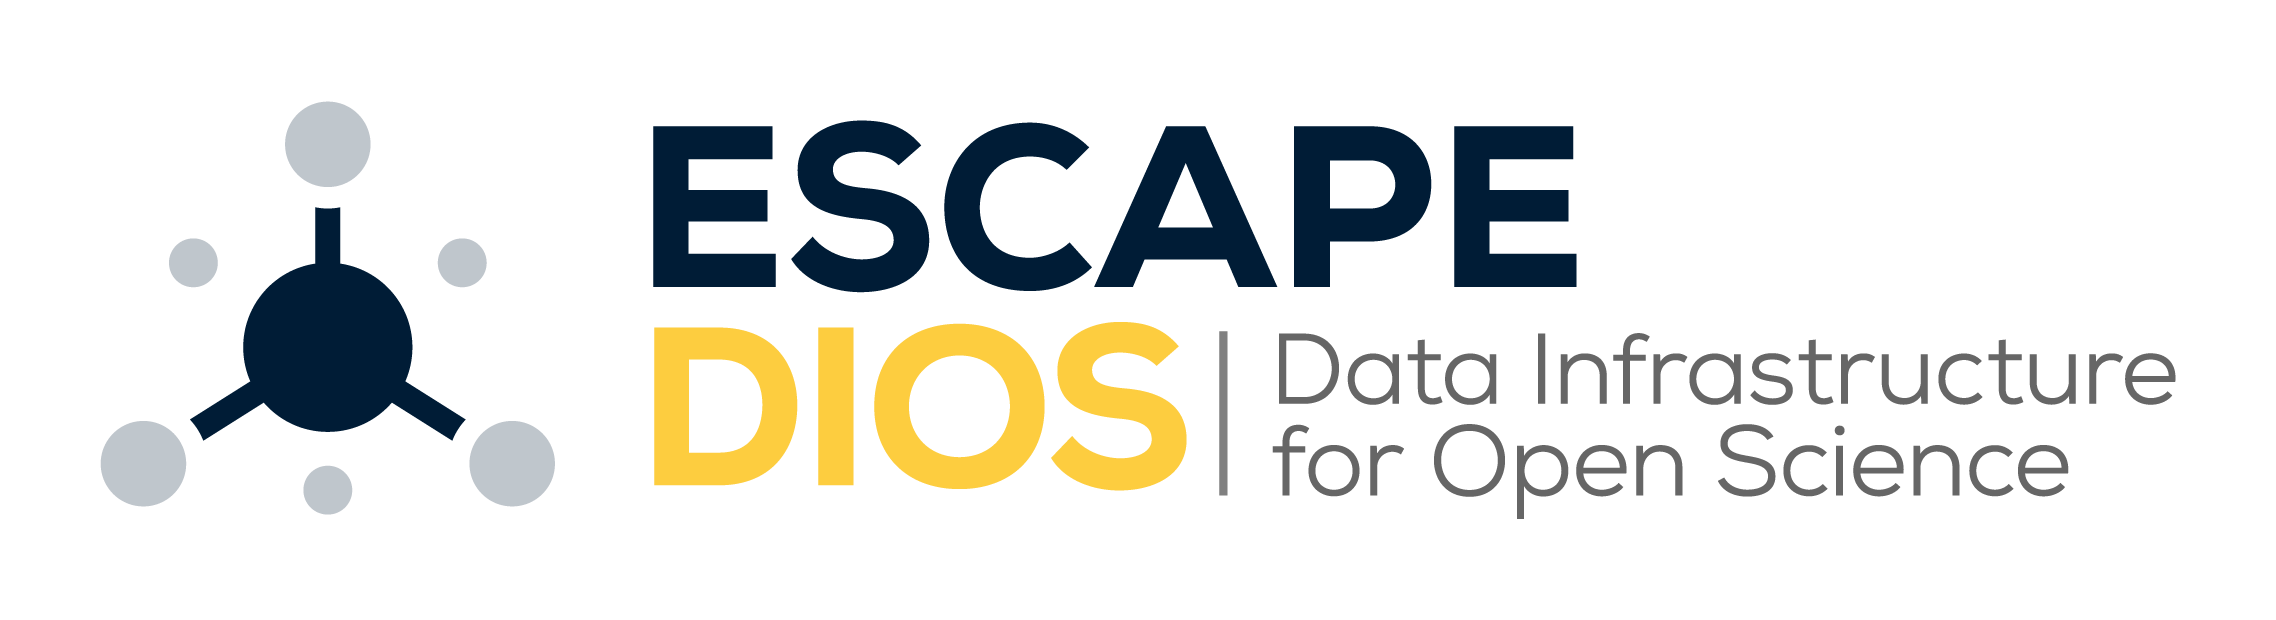 ESCAPE
DIOS
Data Infrastructure
for Open Science